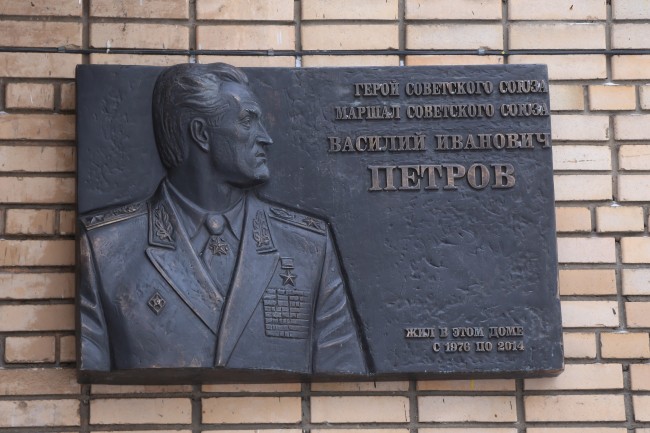 ГЕРОЙ СОВЕТСКОГО СОЮЗА
МАРШАЛ СОВЕТСКОГО СОЮЗА
ВАСИЛИЙ ИВАНОВИЧ
ПЕТРОВ
ЖИЛ В ЭТОМ ДОМЕ
С 1976 ПО 2014